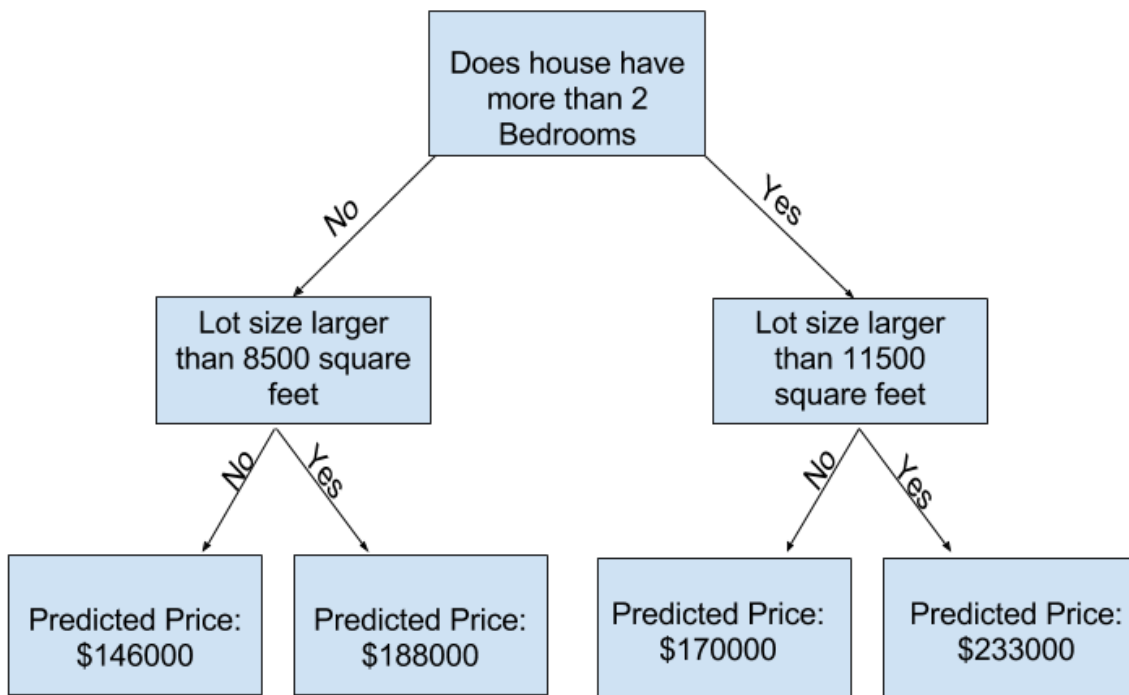 Does house have
more than 2
Bedrooms
No
Yes
Lot size larger
than 8500 square
feet
Lot size larger
than 11500
square feet
No
Yes
No
Yes
Predicted Price:
$146000
Predicted Price:
$188000
Predicted Price:
$170000
Predicted Price:
$233000